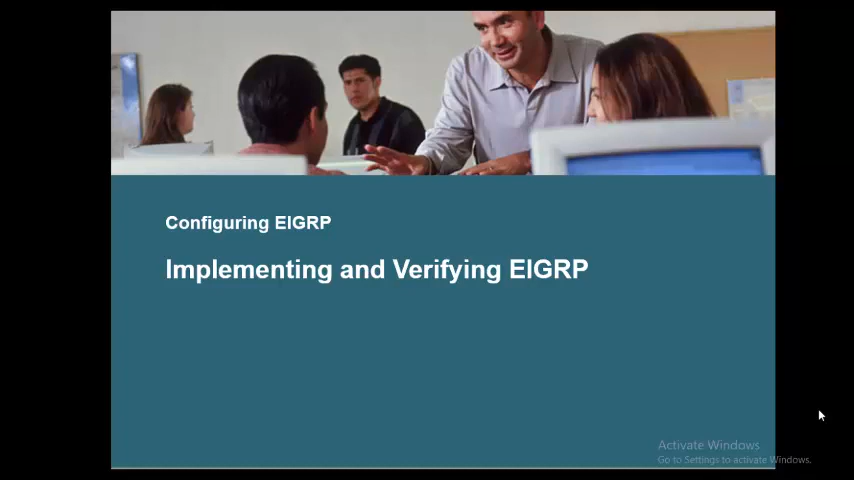 Configuring EIGRP
Implementing and Verifying EIGRP
Activate Windows
Go to Settings to activate Windows.